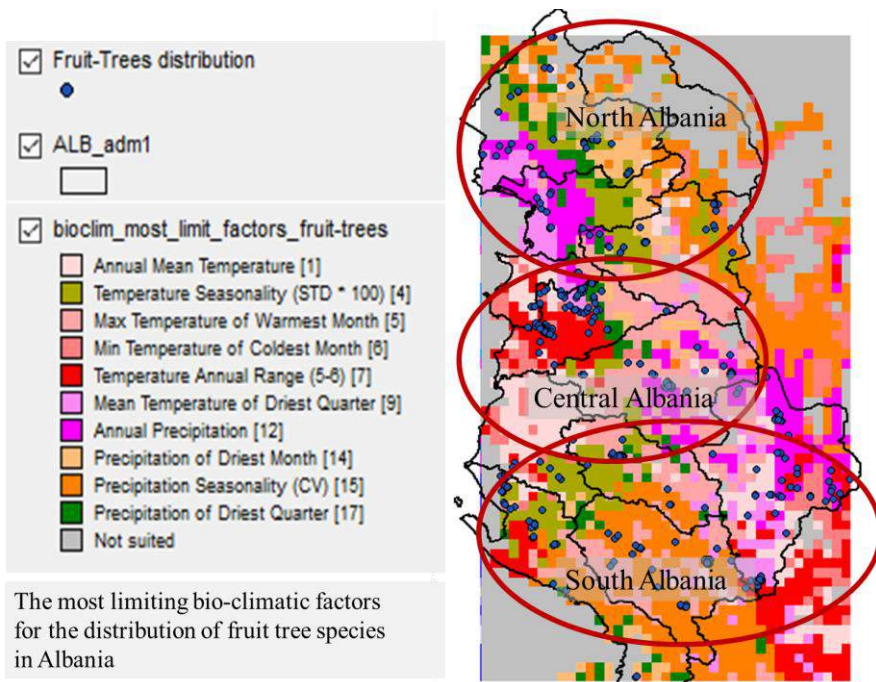 Fruit-Trees distribution
ALB_adm1
bioclim_most_limit_factors_fruit-trees
Annual Mean Temperature [1]
Temperature Seasonality (STD * 100) [4]
Max Temperature of Warmest Month [5]
Min Temperature of Coldest Month [6]
Temperature Annual Range (5-6) [7]
Mean Temperature of Driest Quarter [9]
Annual Precipitation [12]
Precipitation of Driest Month [14]
Precipitation Seasonality (CV) [15]
Precipitation of Driest Quarter [17]
Not suited
The most limiting bio-climatic factors
for the distribution of fruit tree species
in Albania
North Albania
Central Albania
South Albania